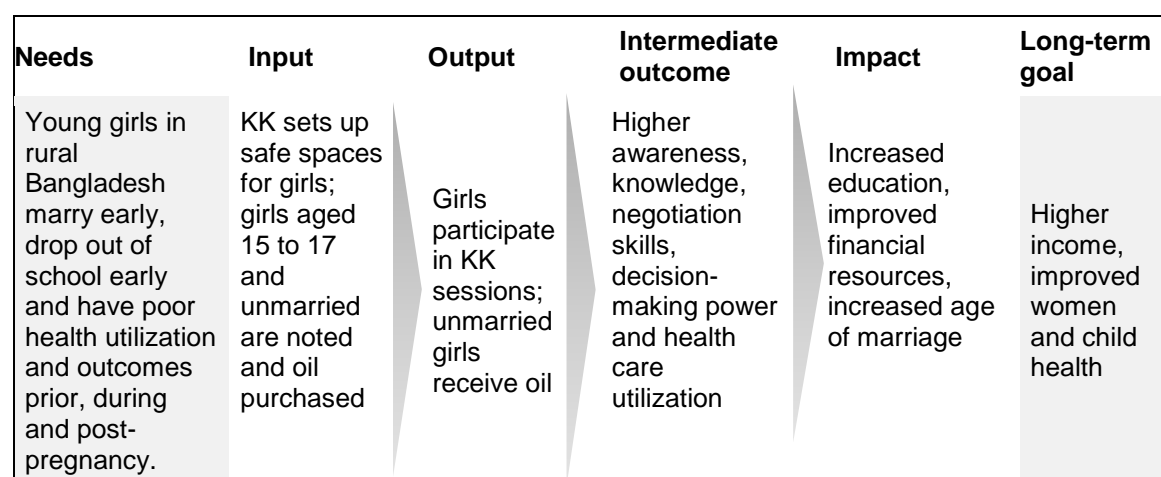 Needs
Input
Output
Intermediate
outcome
Impact
Long-term
goal
Young girls in
rural
Bangladesh
marry early,
drop out of
school early
and have poor
health utilization
and outcomes
prior, during
and post-
pregnancy.
KK sets up
safe spaces
for girls;
girls aged
15 to 17
and
unmarried
are noted
and oil
purchased
Girls
participate
in KK
sessions;
unmarried
girls
receive oil
Higher
awareness,
knowledge,
negotiation
skills,
decision-
making power
and health
care
utilization
Increased
education,
improved
financial
resources,
increased age
of marriage
Higher
income,
improved
women
and child
health